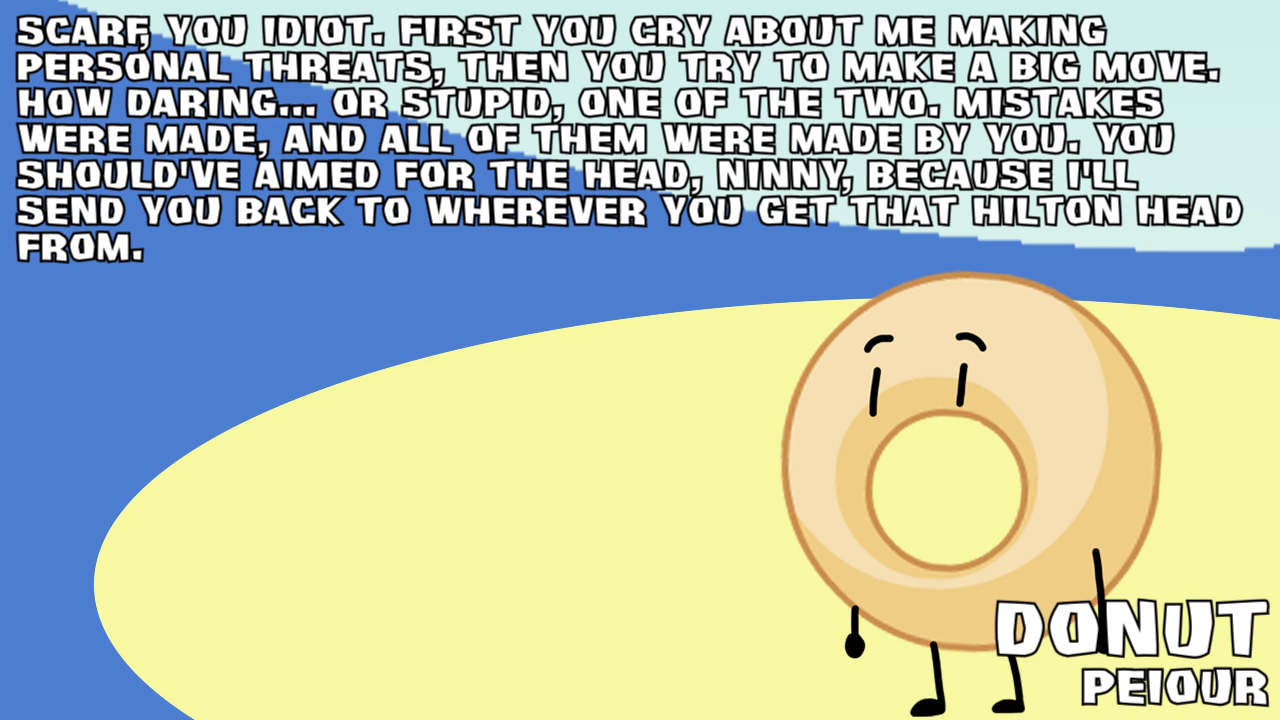 SCARF, YOU IDIOT. FIRST YOU CRY ABOUT ME MAKING
PERSONAL THREATS, THEN YOU TRY TO MAKE A BIG MOVE.
HOW DARING... OR STUPID, ONE OF THE TWO. MISTAKES
WERE MADE, AND ALL OF THEM WERE MADE BY YOU. YOU
SHOULD'VE AIMED FOR THE HEAD, NINNY, BECAUSE I'LL
SEND YOU BACK TO WHEREVER YOU GET THAT HILTON HEAD
FROM.
DONUT
PEIOUR